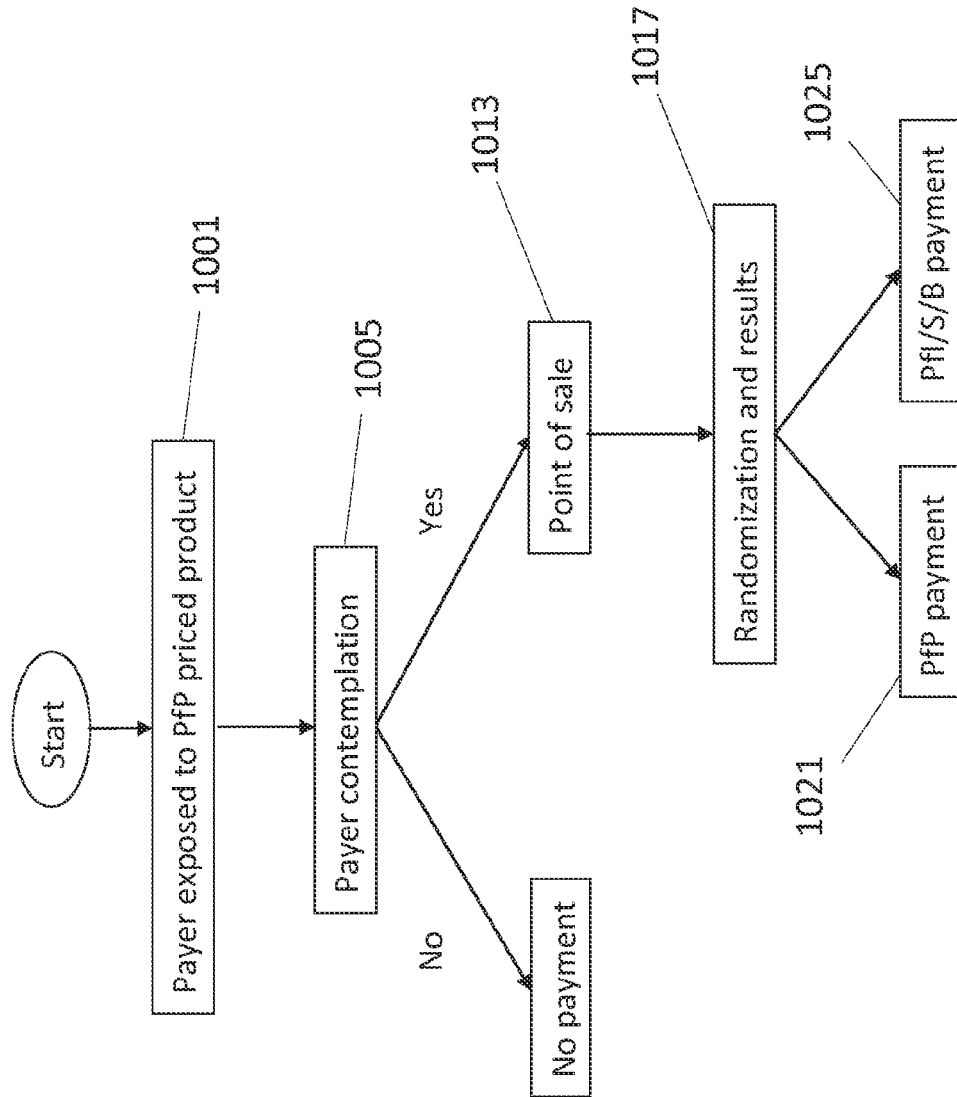 Start
Payer exposed to PfP priced product
1001
Payer contemplation
1005
No
Yes
No payment
Point of sale
1013
Randomization and results
1017
PfP payment
1021
PfI/S/B payment
1025